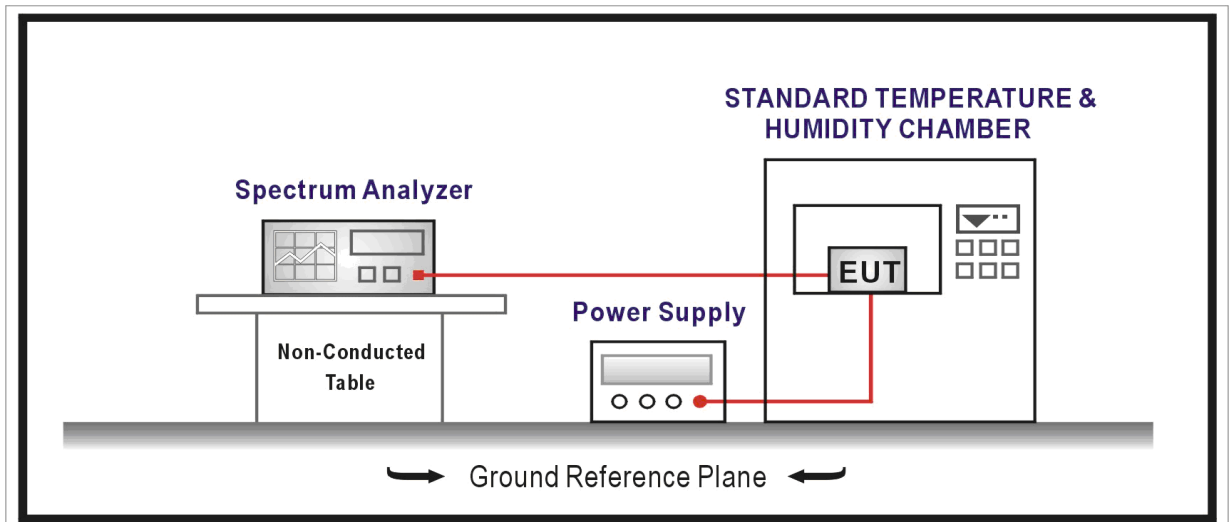 STANDARD TEMPERATURE &
HUMIDITY CHAMBER
Spectrum Analyzer
EUT
Power Supply
Non-Conducted
Table
Ground Reference Plane